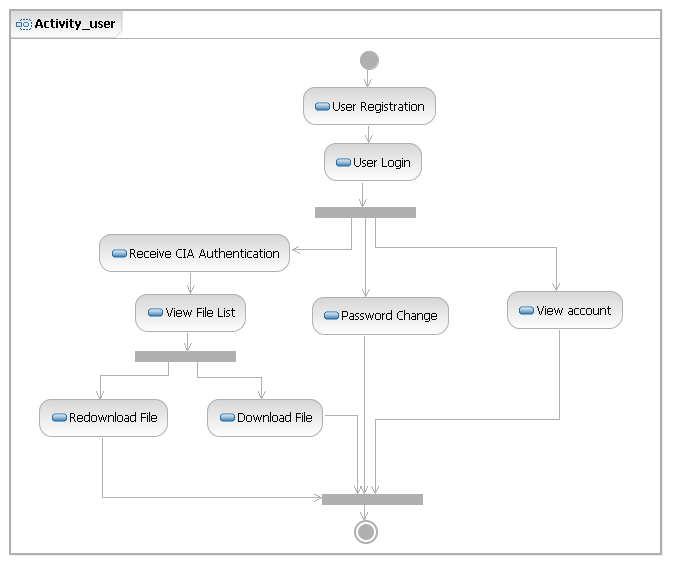 Activity_user
User Registration
User Login
Receive CIA Authentication
View File List
Password Change
View account
Redownload File
Download File